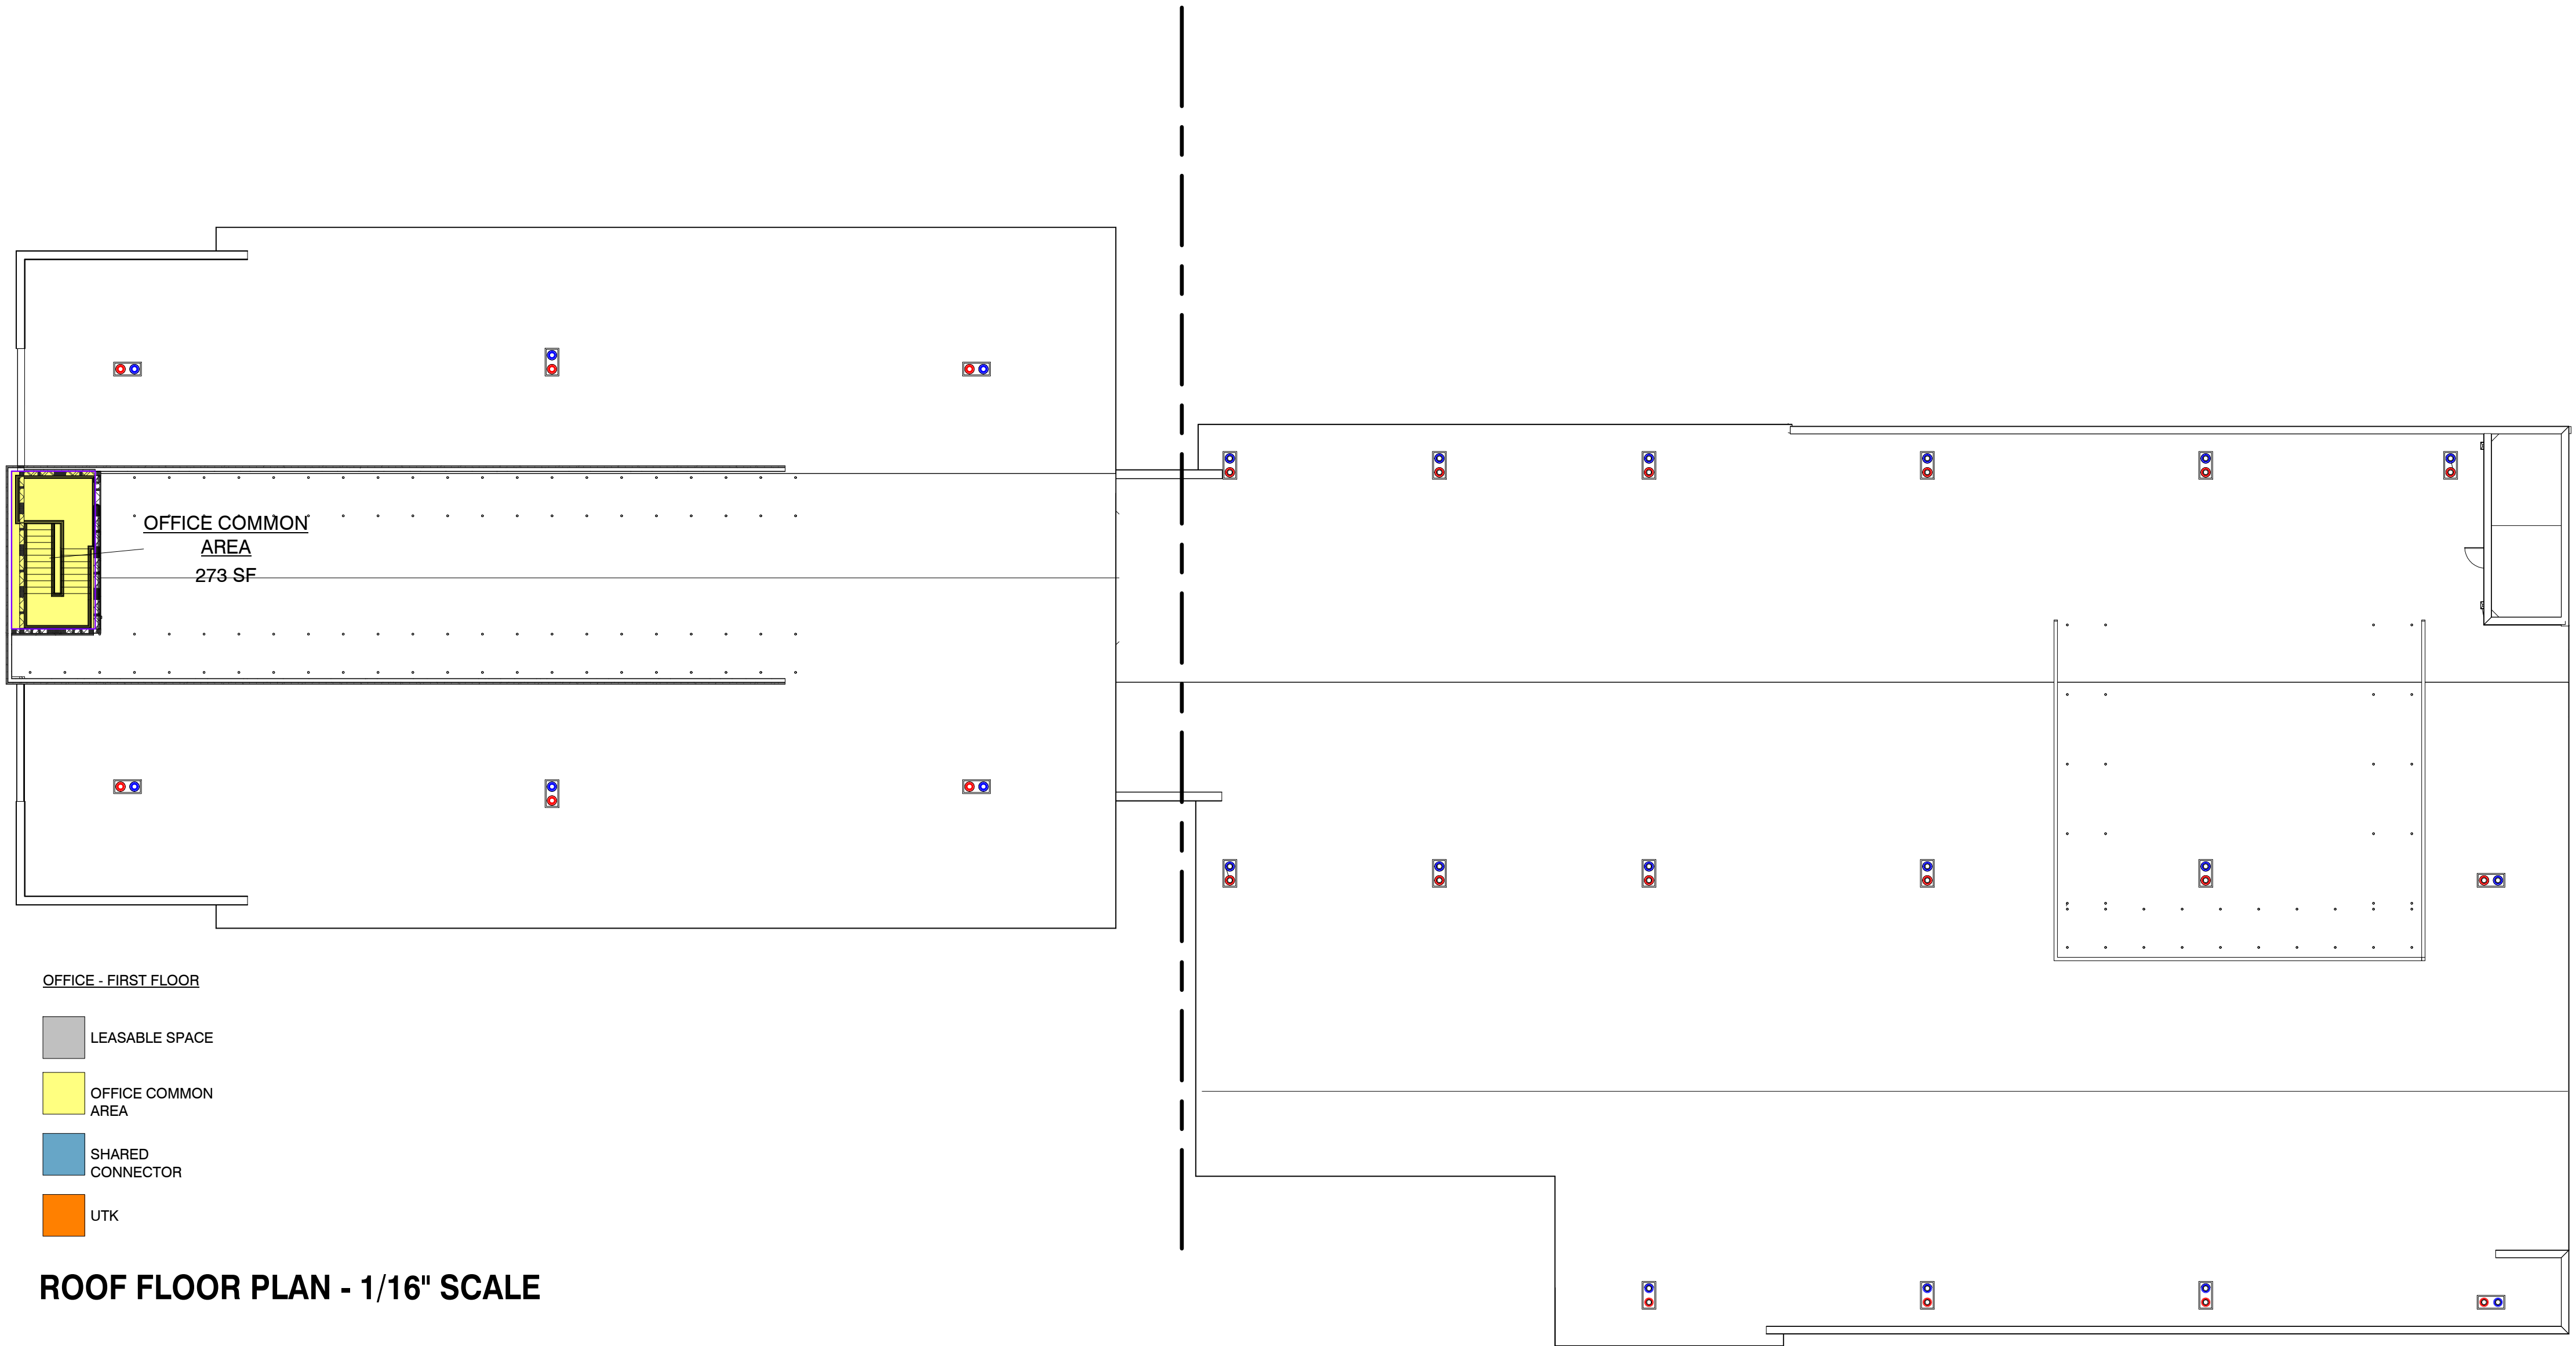 OFFICE COMMON
AREA
273 SF
OFFICE - FIRST FLOOR
LEASABLE SPACE
OFFICE COMMON
AREA
SHARED
CONNECTOR
UTK
ROOF FLOOR PLAN - 1/16" SCALE